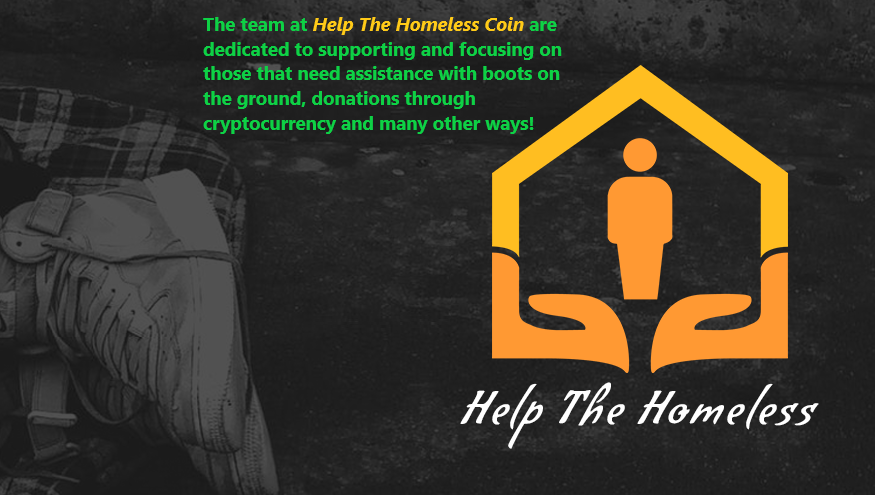 The team at Help The Homeless Coin are
dedicated to supporting and focusing on
those that need assistance with boots on
the ground, donations through
cryptocurrency and many other ways!
Help The Homeless